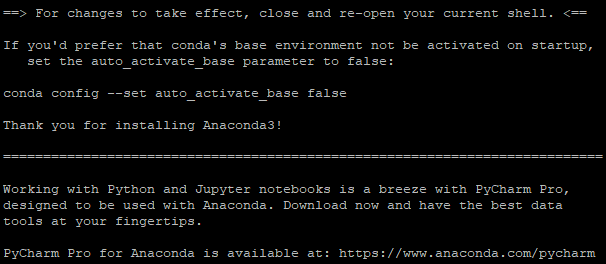 ==> For changes to take effect, close and re-open your current shell. <==
If you'd prefer that conda's base environment not be activated on startup,
   set the auto_activate_base parameter to false:
conda config --set auto_activate_base false
Thank you for installing Anaconda3!
===========================================================================
Working with Python and Jupyter notebooks is a breeze with PyCharm Pro,
designed to be used with Anaconda. Download now and have the best data
tools at your fingertips.
PyCharm Pro for Anaconda is available at: https://www.anaconda.com/pycharm